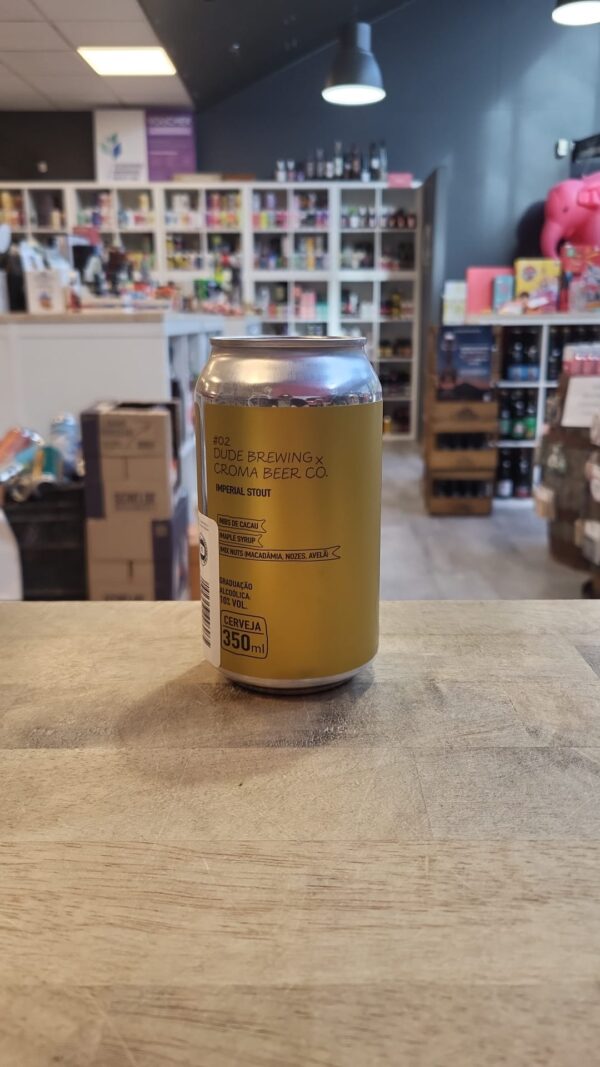 #02
DUDE BREWING x
CROMA BEER CO.
IMPERIAL STOUT
NIBS DE CACAU
MAPLE SYRUP
MIX NUTS (MACADÂMIA, NOZES, AVELÃ)
GRADUAÇÃO
ALCOÓLICA.
10% VOL.
CERVEJA
350ml